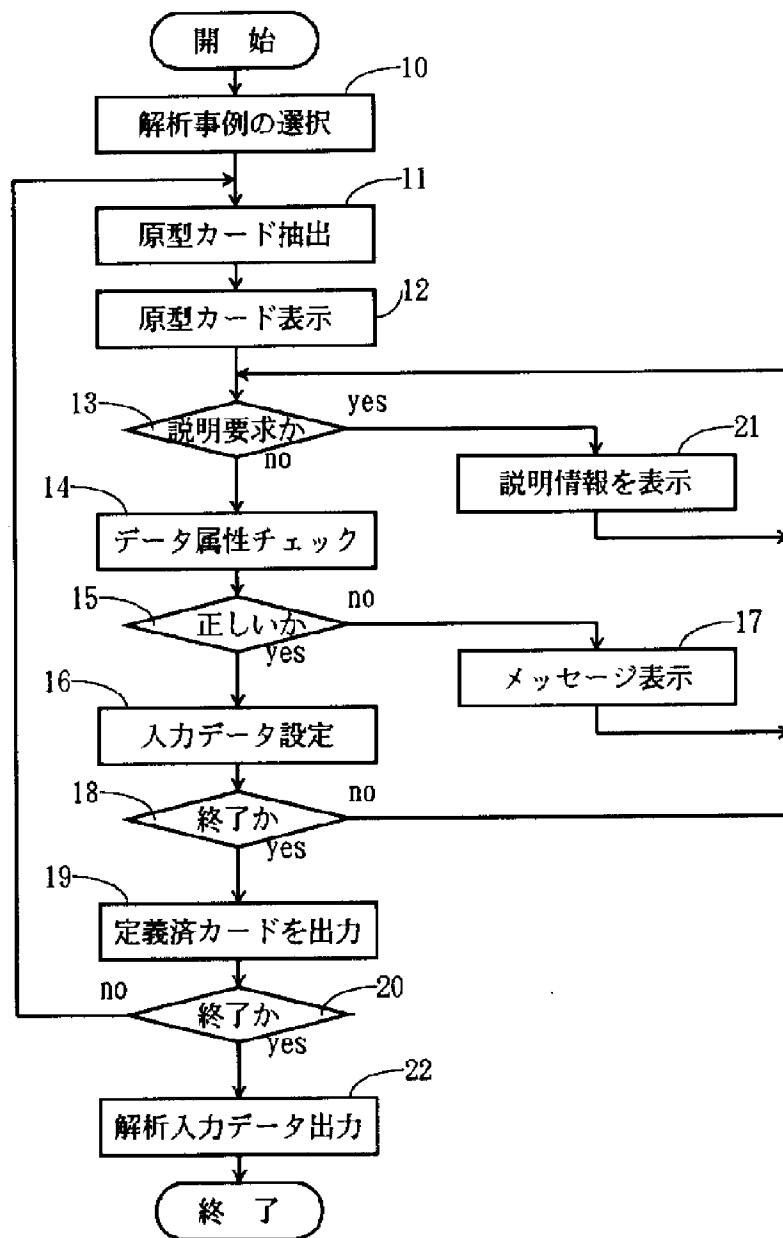 開 始
10
解析事例の選択
11
原型カード抽出
12
原型カード表示
13
説明要求か
yes
no
21
説明情報を表示
14
データ属性チェック
15
正しいか
no
yes
17
メッセージ表示
16
入力データ設定
18
終了か
no
yes
19
定義済カードを出力
no
終了か
20
yes
22
解析入力データ出力
終 了